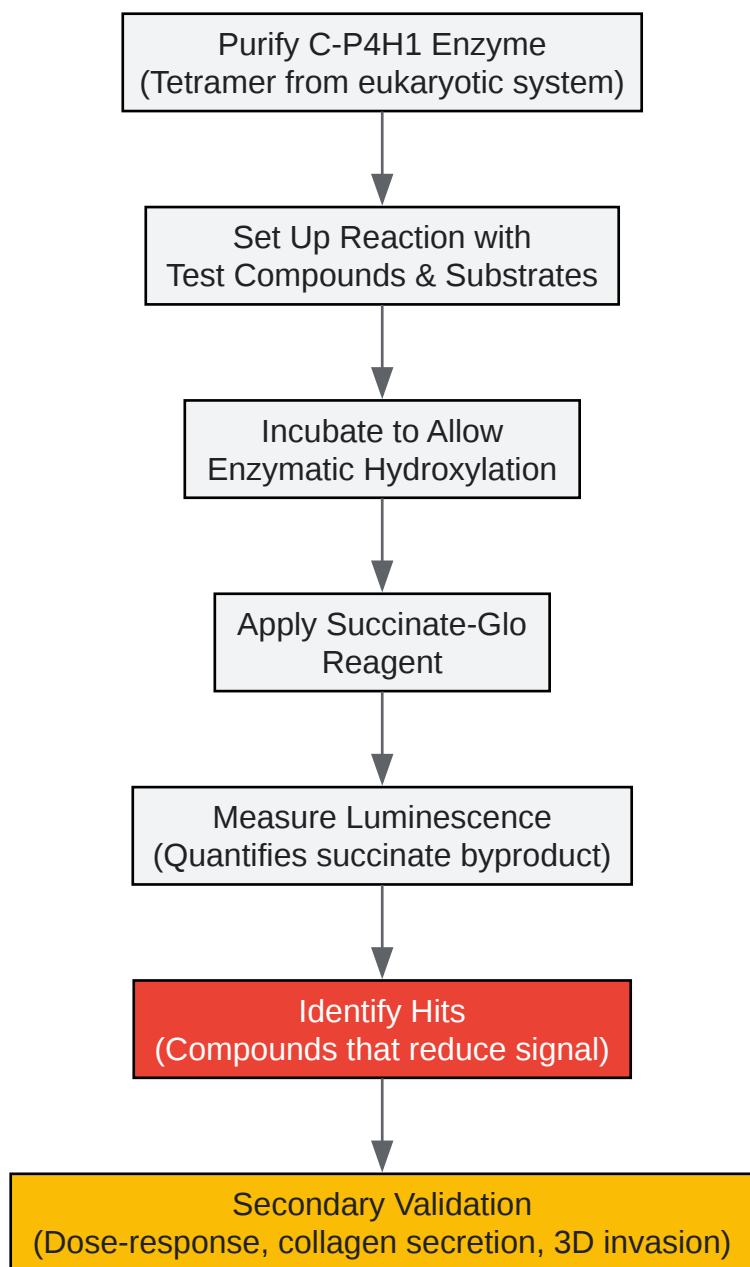 Purify C-P4H1 Enzyme
(Tetramer from eukaryotic system)
Set Up Reaction with
Test Compounds & Substrates
Incubate to Allow
Enzymatic Hydroxylation
Apply Succinate-Glo
Reagent
Measure Luminescence
(Quantifies succinate byproduct)
Identify Hits
(Compounds that reduce signal)
Secondary Validation
(Dose-response, collagen secretion, 3D invasion)